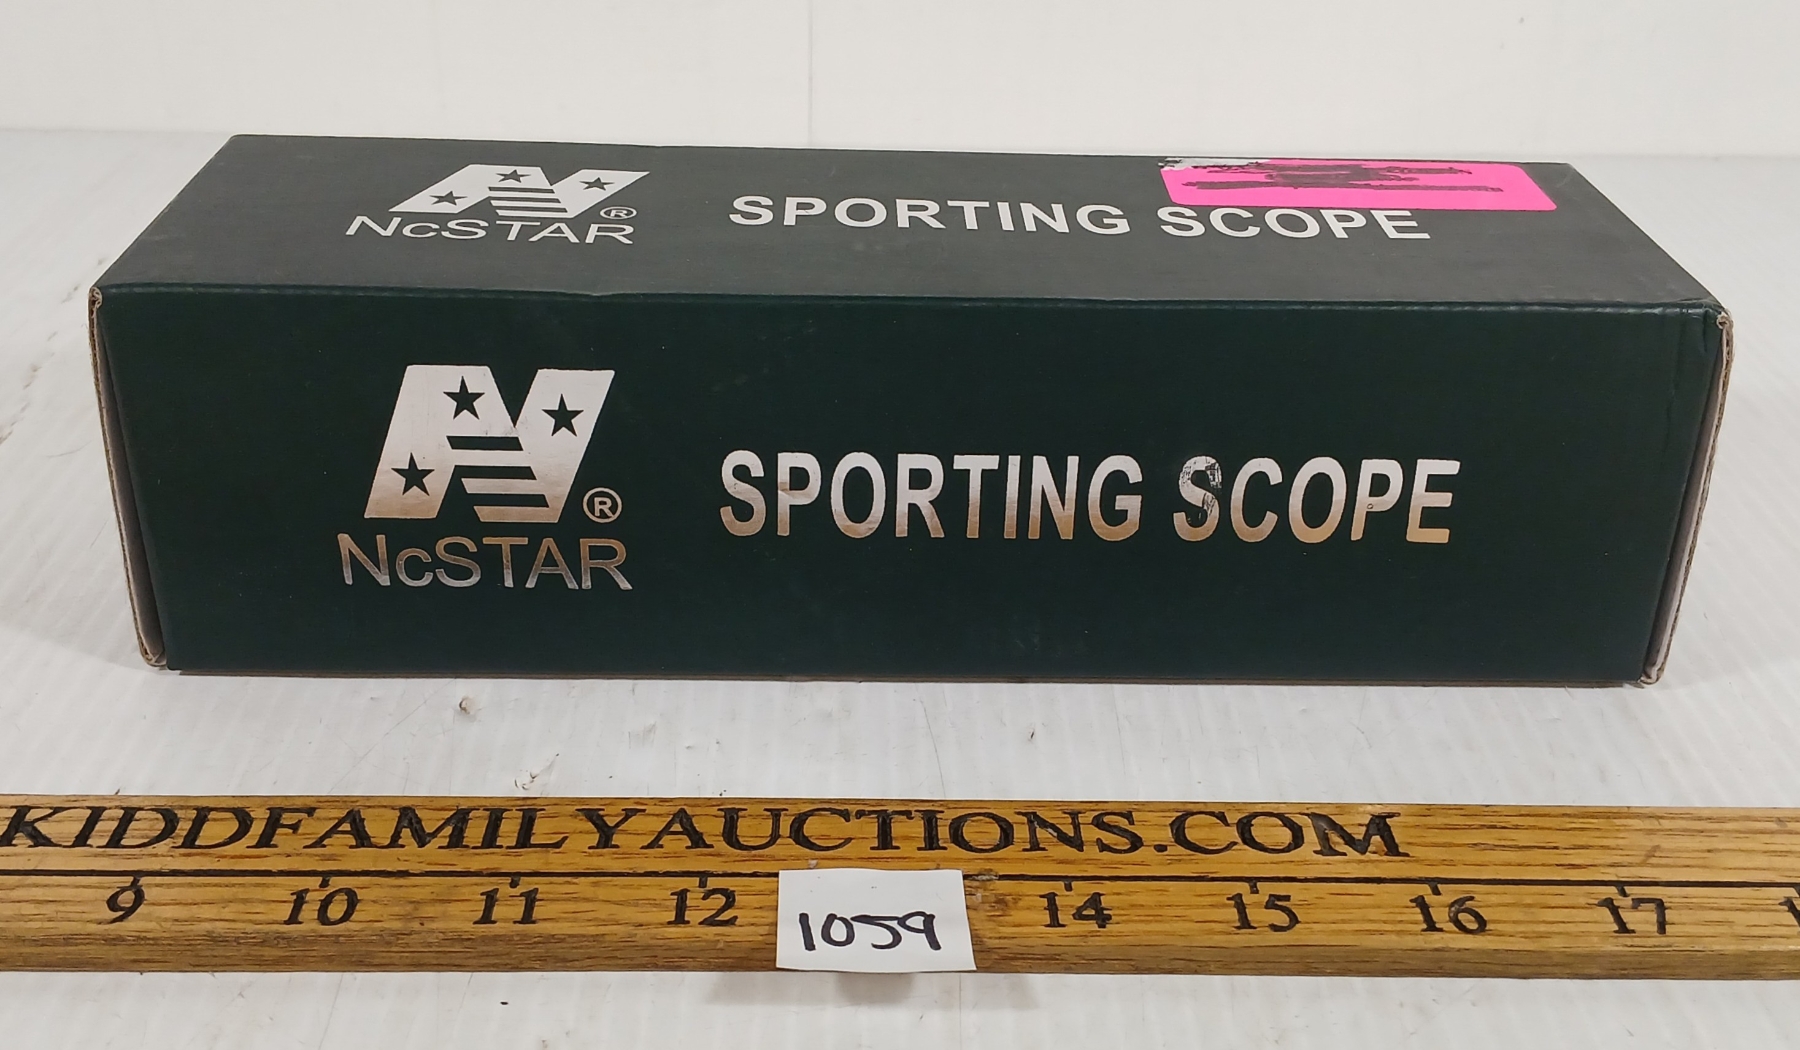 NcSTAR®
SPORTING SCOPE
NcSTAR®
SPORTING SCOPE
KIDDFAMILYAUCTIONS.COM
9 10 11 12 14 15 16 17
1059